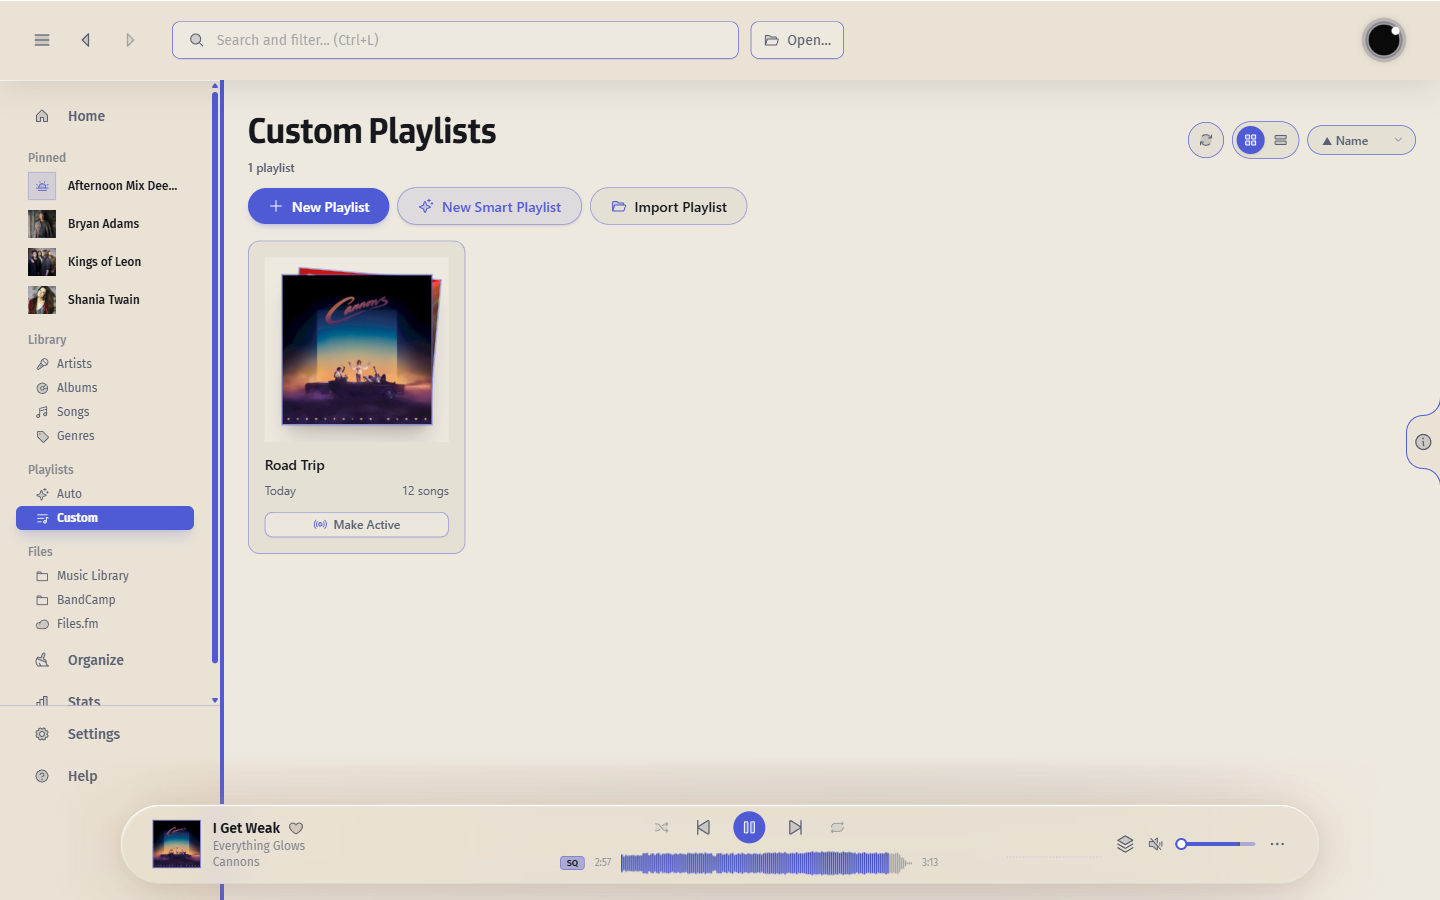 Search and filter... (Ctrl+L)
Open...
Home
Pinned
Afternoon Mix Dee...
Bryan Adams
Kings of Leon
Shania Twain
Library
Artists
Albums
Songs
Genres
Playlists
Auto
Custom
Files
Music Library
BandCamp
Files.fm
Organize
Stats
Settings
Help
Custom Playlists
1 playlist
Name
New Playlist
New Smart Playlist
Import Playlist
Cannons
Road Trip
Today
12 songs
Make Active
I Get Weak
Everything Glows
Cannons
SQ
2:57
3:13